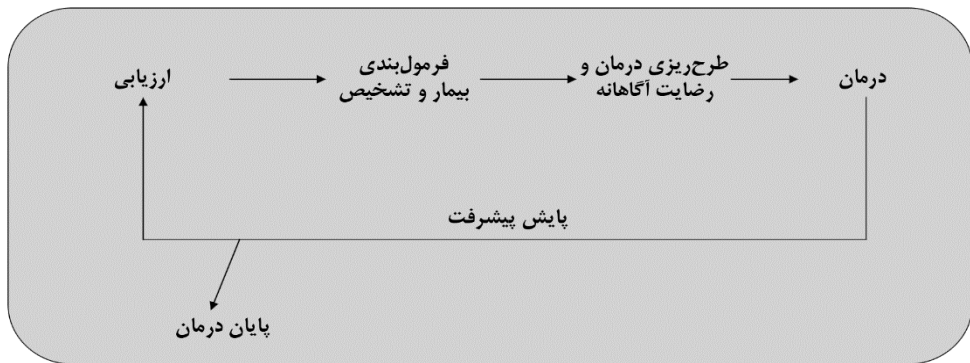 ارزیابی
فرمول‌بندی
بیمار و تشخیص
طرح‌ریزی درمان و
رضایت آگاهانه
درمان
پایش پیشرفت
پایان درمان